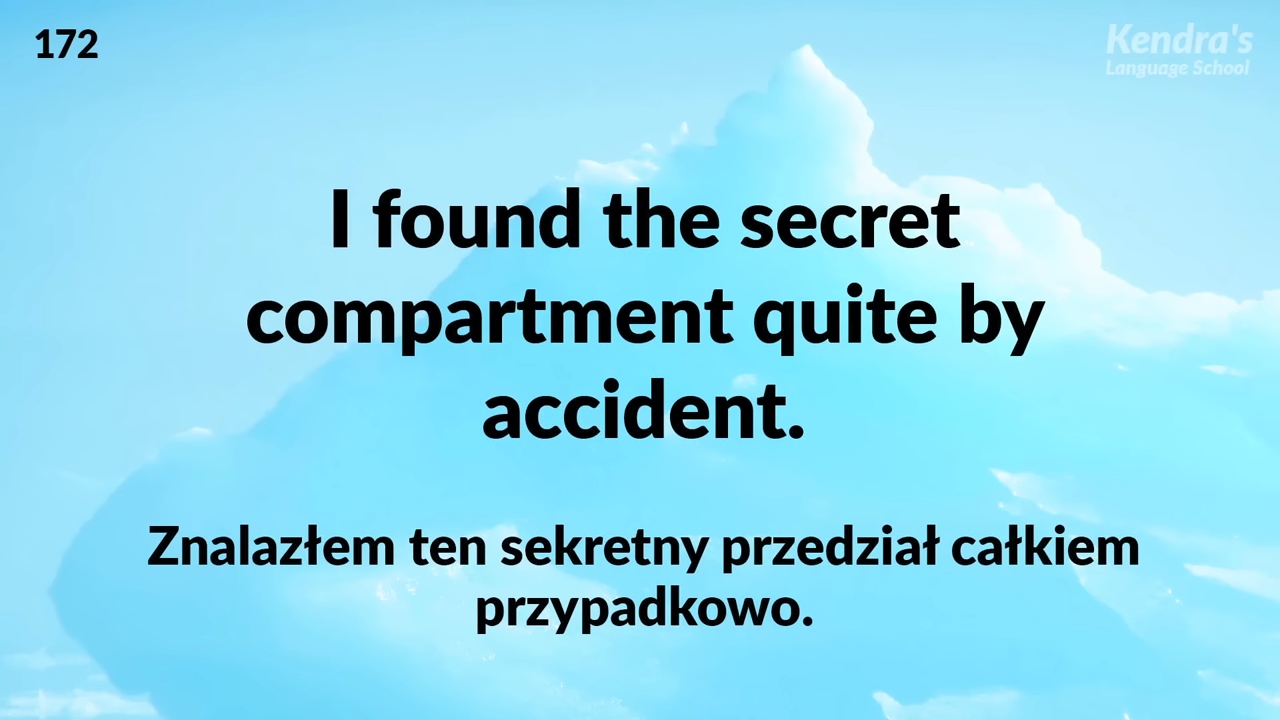 172
Kendra's
Language School
I found the secret
compartment quite by
accident.
Znalazłem ten sekretny przedział całkiem
przypadkowo.